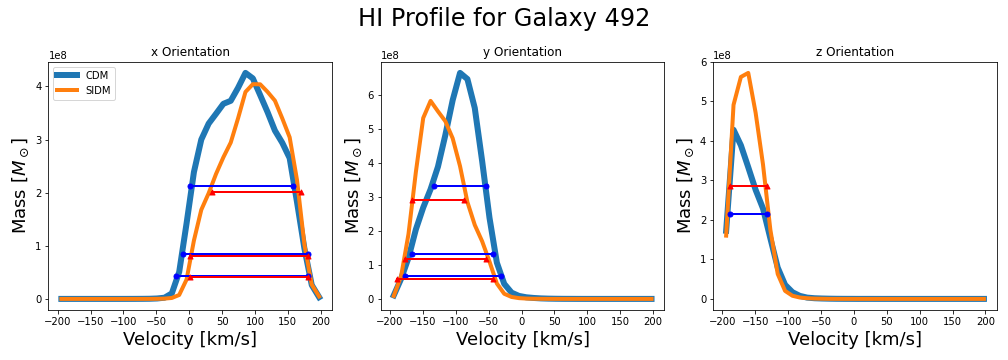 HI Profile for Galaxy 492
x Orientation
1e8
CDM
SIDM
Mass [M_⊙]
4
3
2
1
0
−200 −150 −100 −50 0 50 100 150 200
Velocity [km/s]
y Orientation
1e8
Mass [M_⊙]
6
5
4
3
2
1
0
−200 −150 −100 −50 0 50 100 150 200
Velocity [km/s]
z Orientation
1e8
Mass [M_⊙]
6
5
4
3
2
1
0
−200 −150 −100 −50 0 50 100 150 200
Velocity [km/s]